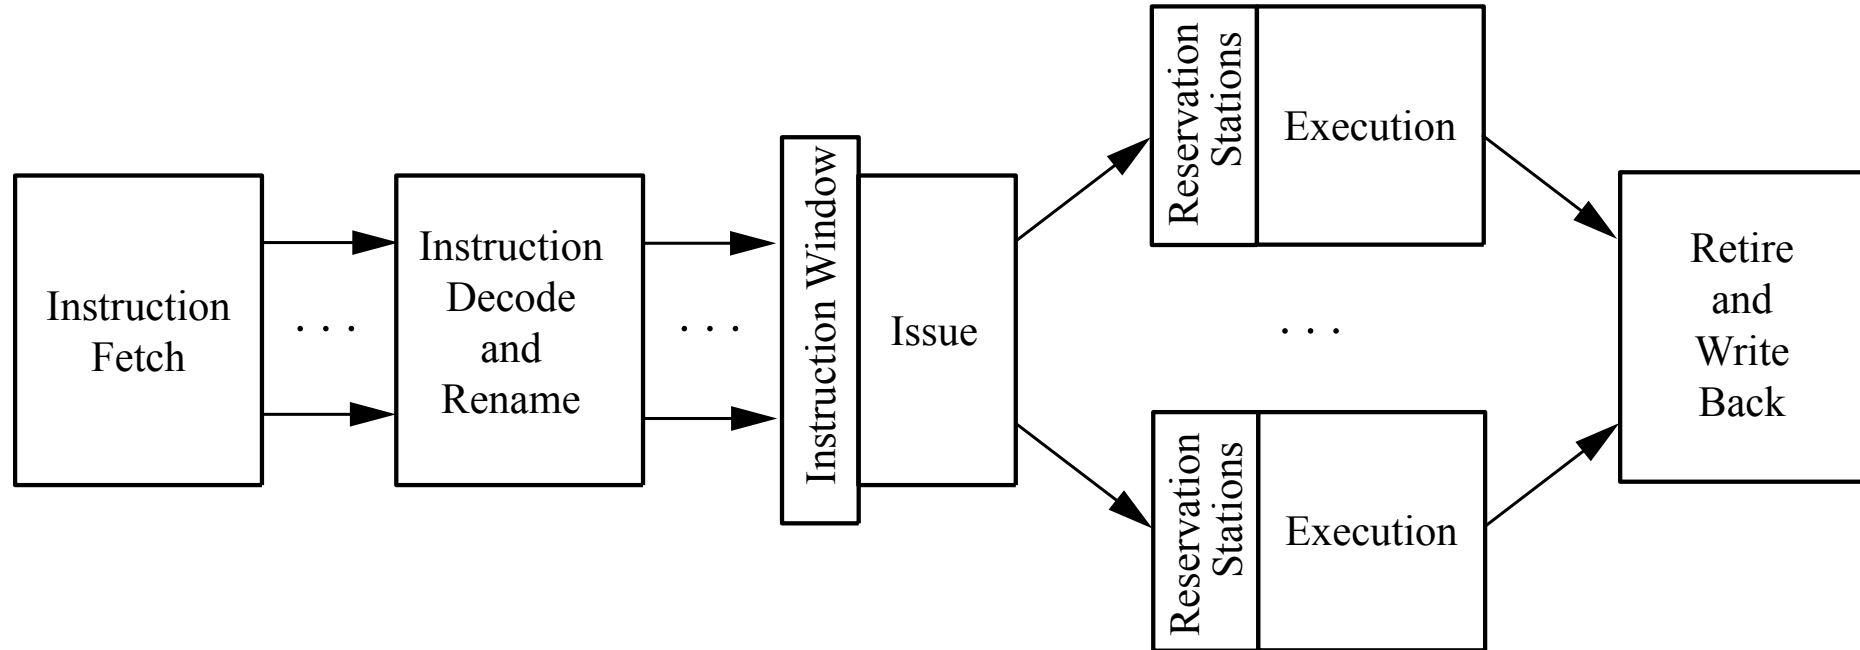 Instruction
Fetch
. . .
Instruction
Decode
and
Rename
. . .
Instruction Window
Issue
Reservation
Stations
Execution
. . .
Reservation
Stations
Execution
Retire
and
Write
Back